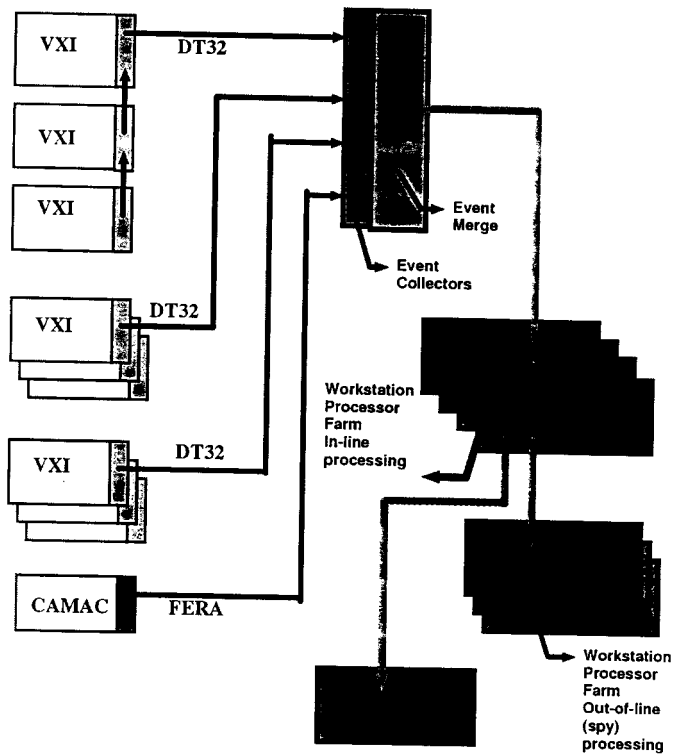 VXI
DT32
VXI
VXI
Event
Merge
Event
Collectors
VXI
DT32
Workstation
Processor
Farm
In-line
processing
VXI
DT32
CAMAC
FERA
Workstation
Processor
Farm
Out-of-line
(spy)
processing